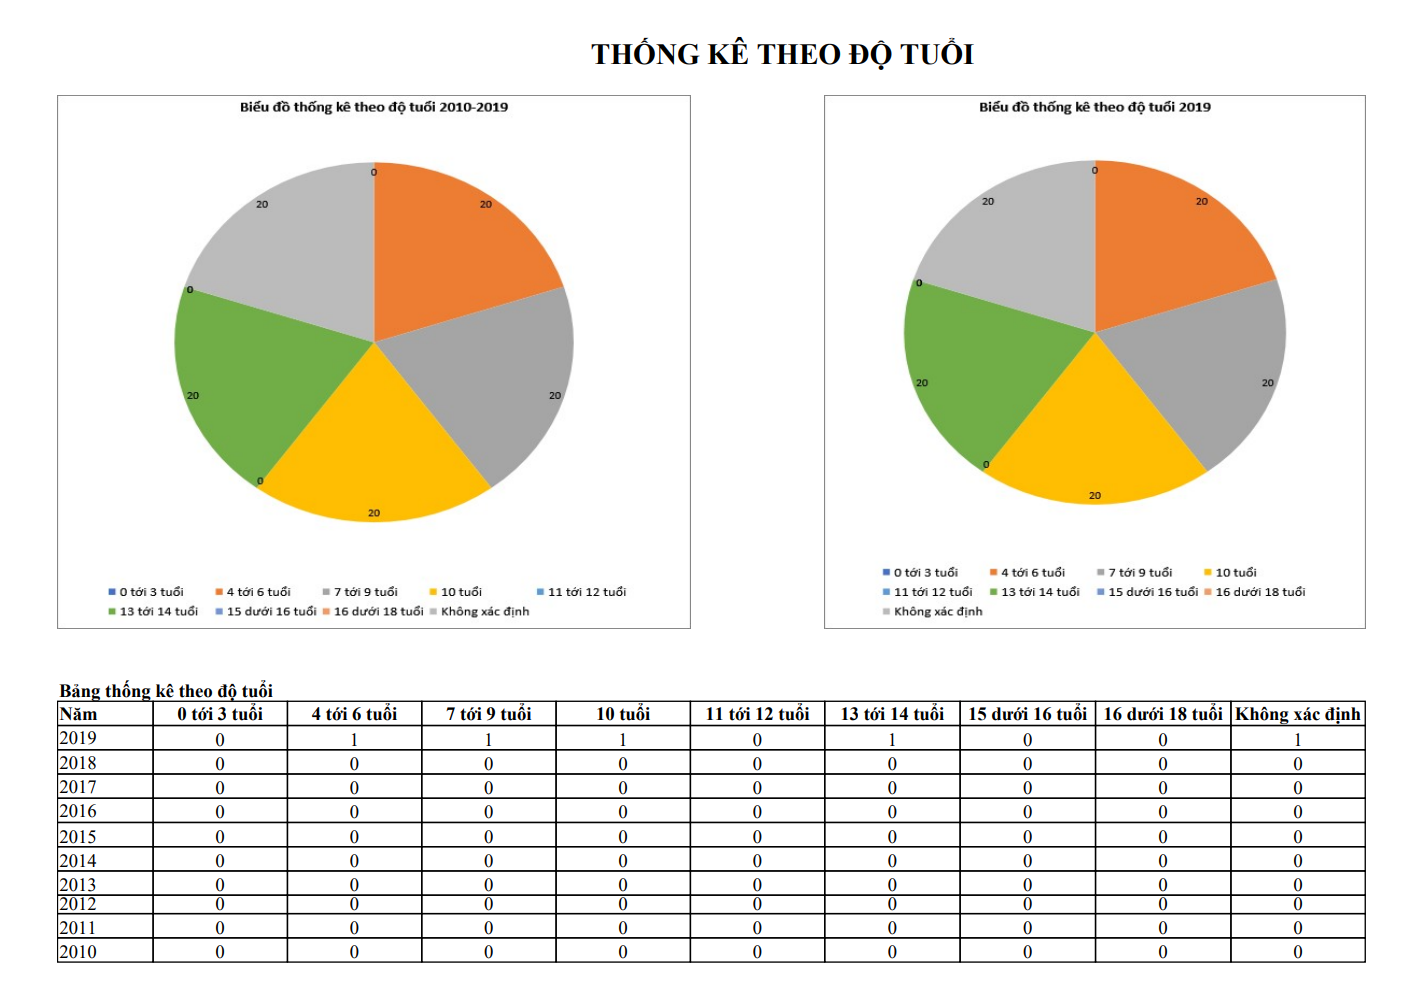 THỐNG KÊ THEO ĐỘ TUỔI
Biểu đồ thống kê theo độ tuổi 2010-2019
0
20
20
0
20
20
0
20
0 tới 3 tuổi 4 tới 6 tuổi 7 tới 9 tuổi 10 tuổi 11 tới 12 tuổi
13 tới 14 tuổi 15 dưới 16 tuổi 16 dưới 18 tuổi Không xác định
Biểu đồ thống kê theo độ tuổi 2019
0
20
20
0
20
20
0
20
0 tới 3 tuổi 4 tới 6 tuổi 7 tới 9 tuổi 10 tuổi
11 tới 12 tuổi 13 tới 14 tuổi 15 dưới 16 tuổi 16 dưới 18 tuổi
Không xác định
Bảng thống kê theo độ tuổi
Năm 0 tới 3 tuổi 4 tới 6 tuổi 7 tới 9 tuổi 10 tuổi 11 tới 12 tuổi 13 tới 14 tuổi 15 dưới 16 tuổi 16 dưới 18 tuổi Không xác định
2019 0 1 1 1 0 1 0 0 1
2018 0 0 0 0 0 0 0 0 0
2017 0 0 0 0 0 0 0 0 0
2016 0 0 0 0 0 0 0 0 0
2015 0 0 0 0 0 0 0 0 0
2014 0 0 0 0 0 0 0 0 0
2013 0 0 0 0 0 0 0 0 0
2012 0 0 0 0 0 0 0 0 0
2011 0 0 0 0 0 0 0 0 0
2010 0 0 0 0 0 0 0 0 0